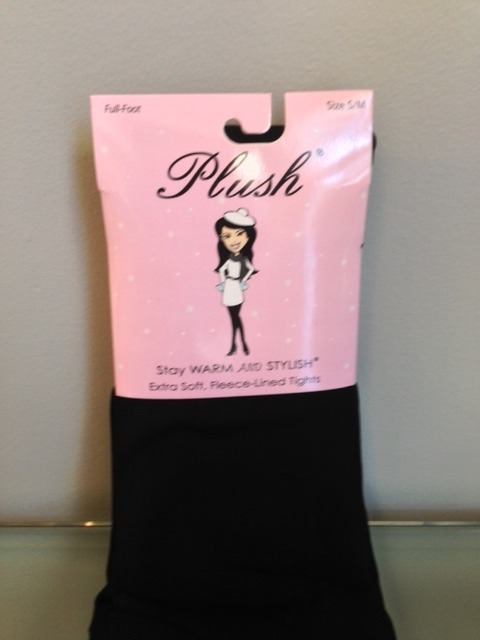 Full-Foot Size S/M
Plush®
Stay WARM AND STYLISH®
Extra Soft, Fleece-Lined Tights